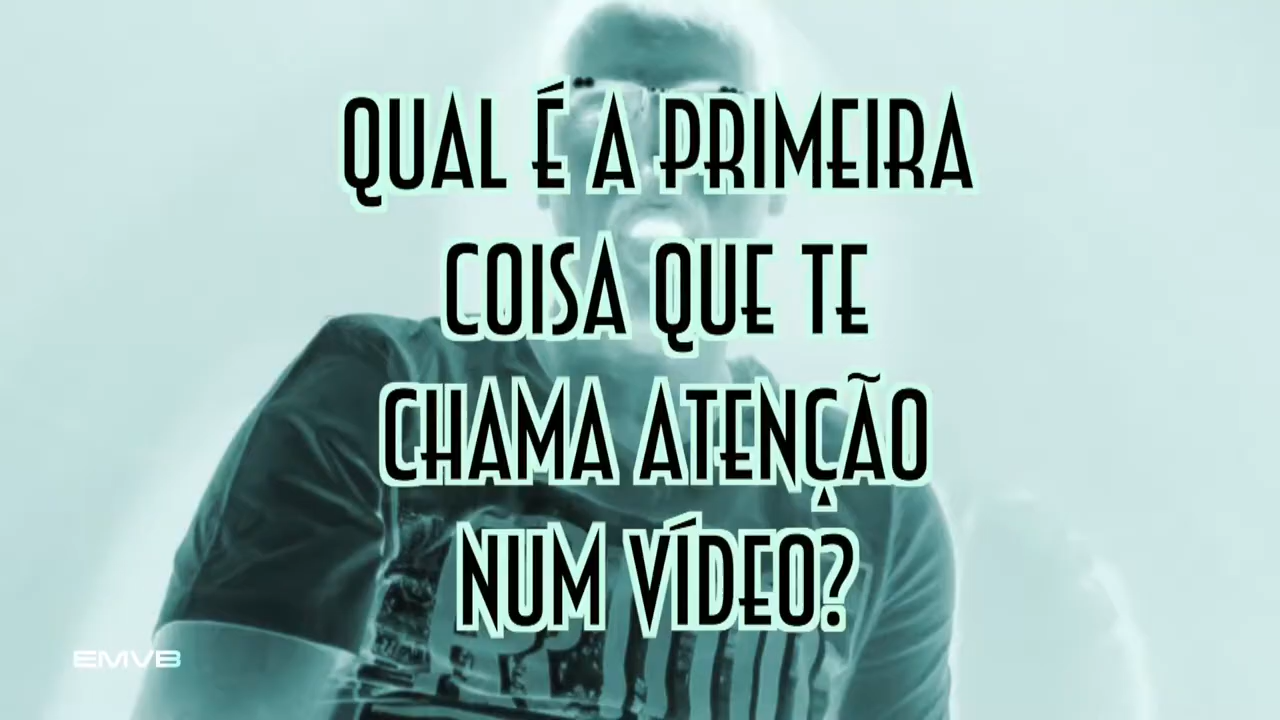 QUAL É A PRIMEIRA
COISA QUE TE
CHAMA ATENÇÃO
NUM VÍDEO?
EMVB